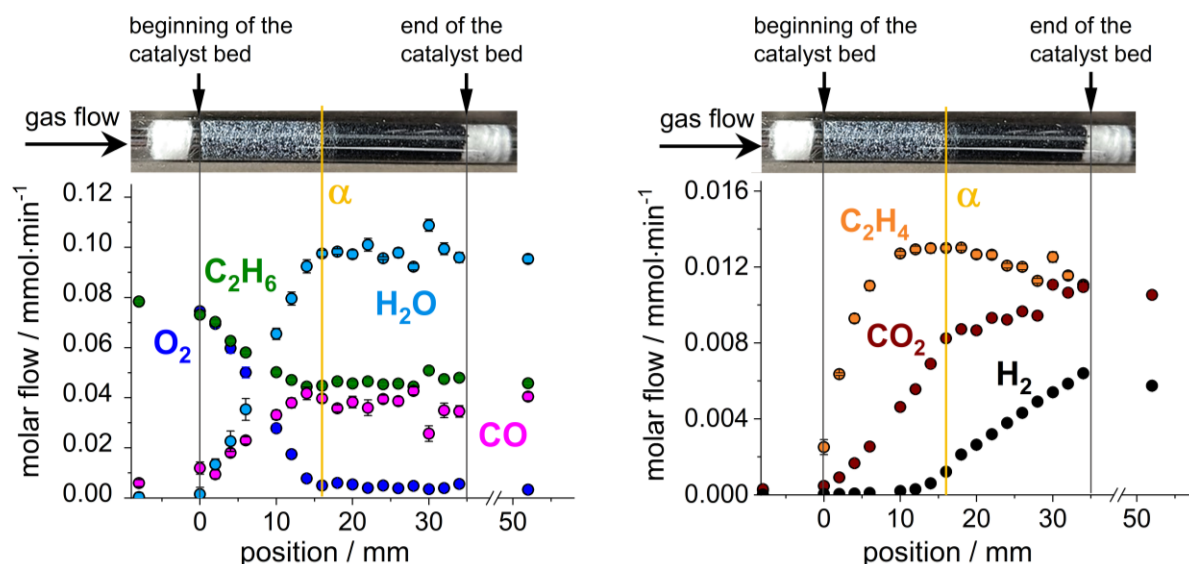 beginning of the
catalyst bed
end of the
catalyst bed
gas flow
α
0.12
0.10
0.08
0.06
0.04
0.02
0.00
C₂H₆
O₂
H₂O
CO
molar flow / mmol·min⁻¹
0
10
20
30
50
position / mm
beginning of the
catalyst bed
end of the
catalyst bed
gas flow
α
0.016
0.012
0.008
0.004
0.000
C₂H₄
CO₂
H₂
molar flow / mmol·min⁻¹
0
10
20
30
50
position / mm